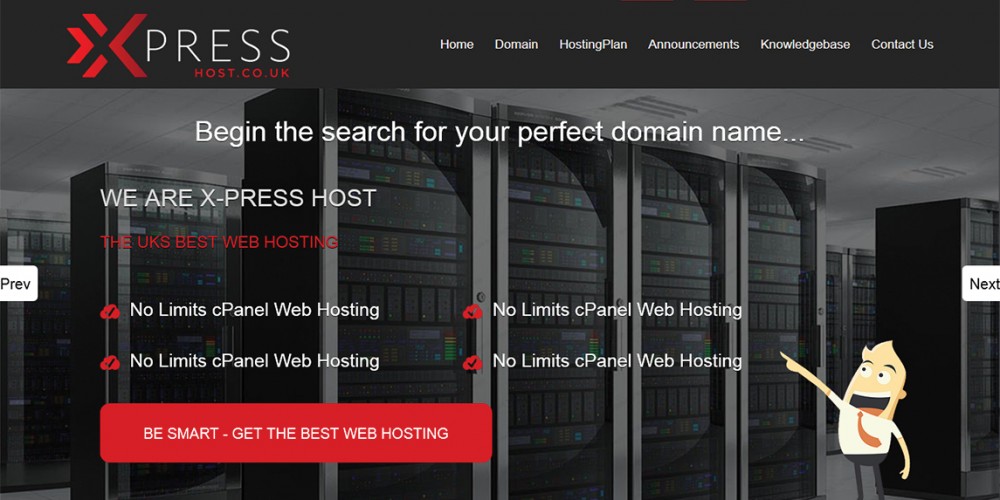 XPRESS
HOST.CO.UK
Home Domain HostingPlan Announcements Knowledgebase Contact Us
Begin the search for your perfect domain name...
WE ARE X-PRESS HOST
THE UKS BEST WEB HOSTING
Prev
Next
No Limits cPanel Web Hosting
No Limits cPanel Web Hosting
No Limits cPanel Web Hosting
No Limits cPanel Web Hosting
BE SMART - GET THE BEST WEB HOSTING